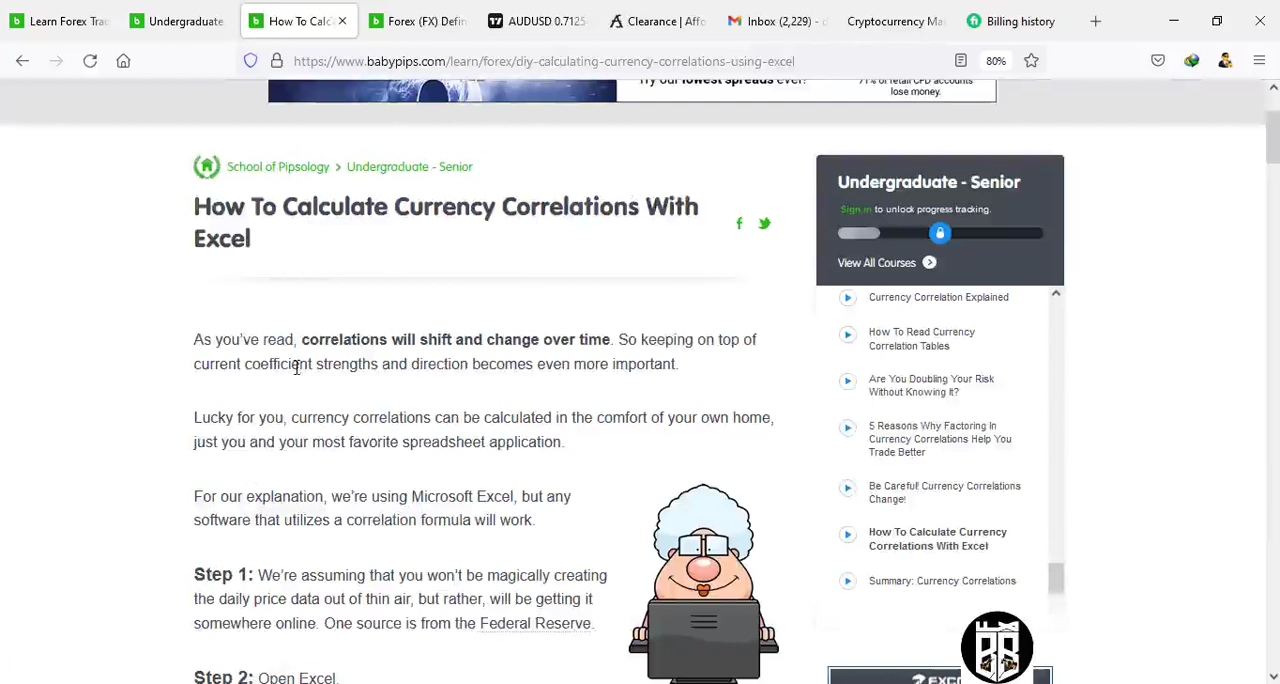 Learn Forex Tra
Undergraduate
How To Calc
Forex (FX) Defin
AUDUSD 0.7125
Clearance | Affo
Inbox (2,229) -
Cryptocurrency Ma
Billing history
https://www.babypips.com/learn/forex/diy-calculating-currency-correlations-using-excel
80%
Try our lowest spreads ever!
71% of retail CFD accounts
lose money.
School of Pipsology > Undergraduate - Senior
How To Calculate Currency Correlations With
Excel
As you've read, correlations will shift and change over time. So keeping on top of
current coefficient strengths and direction becomes even more important.
Lucky for you, currency correlations can be calculated in the comfort of your own home,
just you and your most favorite spreadsheet application.
For our explanation, we're using Microsoft Excel, but any
software that utilizes a correlation formula will work.
Step 1: We're assuming that you won't be magically creating
the daily price data out of thin air, but rather, will be getting it
somewhere online. One source is from the Federal Reserve.
Step 2: Open Excel.
Undergraduate - Senior
Sign in to unlock progress tracking.
View All Courses
Currency Correlation Explained
How To Read Currency
Correlation Tables
Are You Doubling Your Risk
Without Knowing It?
5 Reasons Why Factoring In
Currency Correlations Help You
Trade Better
Be Careful! Currency Correlations
Change!
How To Calculate Currency
Correlations With Excel
Summary: Currency Correlations